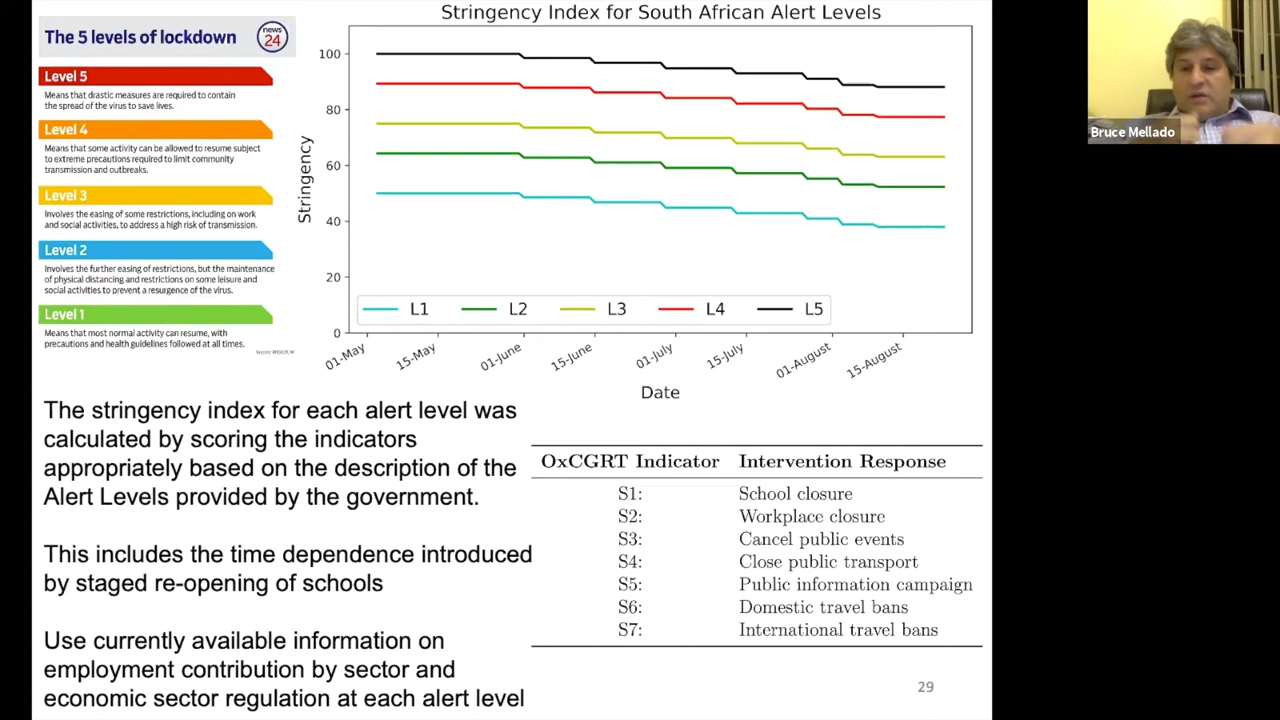 The 5 levels of lockdown
news
24
Level 5
Means that drastic measures are required to contain
the spread of the virus to save lives.
Level 4
Means that some activity can be allowed to resume subject
to extreme precautions required to limit community
transmission and outbreaks.
Level 3
Involves the easing of some restrictions, including on work
and social activities, to address a high risk of transmission.
Level 2
Involves the further easing of restrictions, but the maintenance
of physical distancing and restrictions on some leisure and
social activities to prevent a resurgence of the virus.
Level 1
Means that most normal activity can resume, with
precautions and health guidelines followed at all times.
Stringency Index for South African Alert Levels
Stringency
100
80
60
40
20
0
L1 L2 L3 L4 L5
01-May 15-May 01-June 15-June 01-July 15-July 01-August 15-August
Date
Bruce Mellado
The stringency index for each alert level was
calculated by scoring the indicators
appropriately based on the description of the
Alert Levels provided by the government.
This includes the time dependence introduced
by staged re-opening of schools
Use currently available information on
employment contribution by sector and
economic sector regulation at each alert level
OxCGRT Indicator Intervention Response
S1: School closure
S2: Workplace closure
S3: Cancel public events
S4: Close public transport
S5: Public information campaign
S6: Domestic travel bans
S7: International travel bans
29